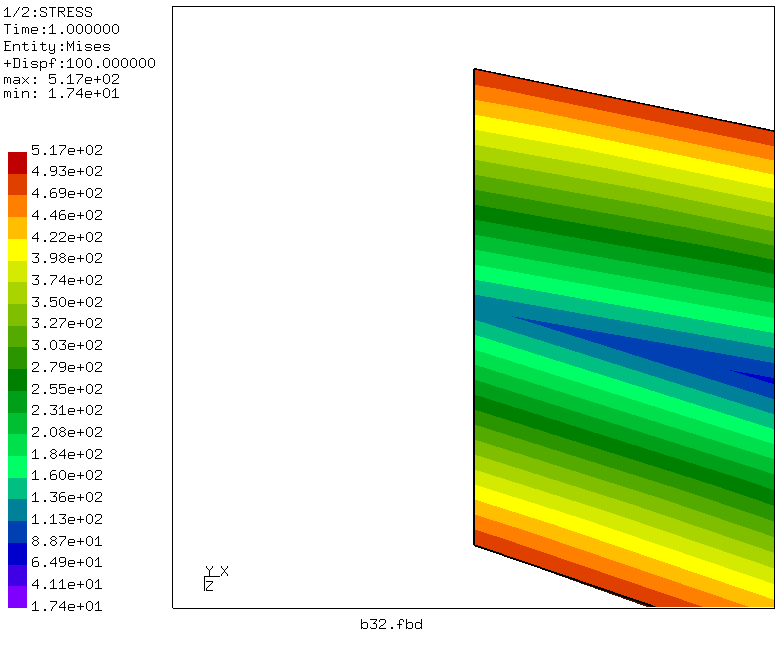 1/2:STRESS
Time:1.000000
Entity:Mises
+Dispf:100.000000
max: 5.17e+02
min: 1.74e+01
5.17e+02
4.93e+02
4.69e+02
4.46e+02
4.22e+02
3.98e+02
3.74e+02
3.50e+02
3.27e+02
3.03e+02
2.79e+02
2.55e+02
2.31e+02
2.08e+02
1.84e+02
1.60e+02
1.36e+02
1.13e+02
8.87e+01
6.49e+01
4.11e+01
1.74e+01
Y X
Z
b32.fbd